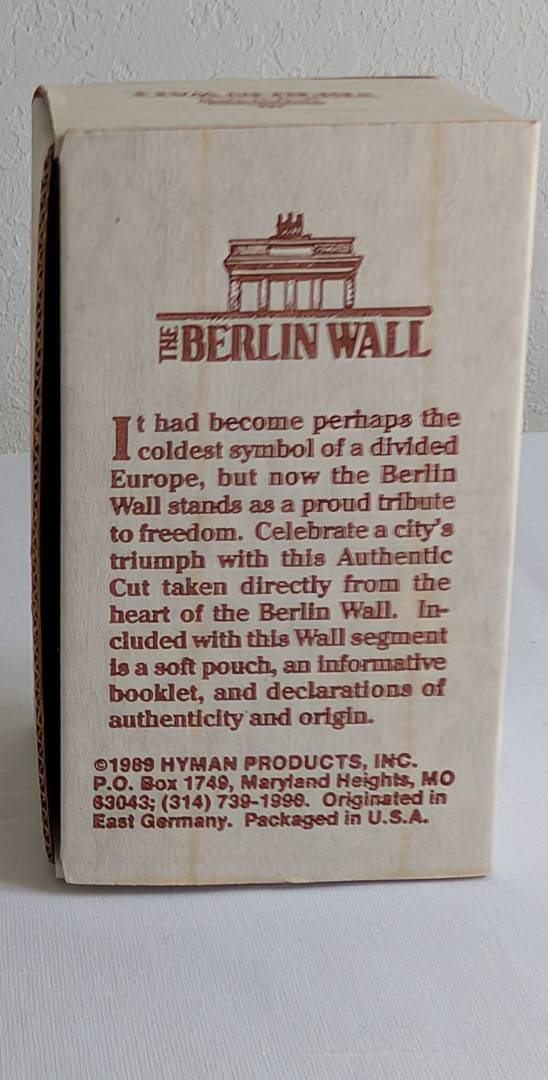 THE BERLIN WALL
It had become perhaps the
coldest symbol of a divided
Europe, but now the Berlin
Wall stands as a proud tribute
to freedom. Celebrate a city's
triumph with this Authentic
Cut taken directly from the
heart of the Berlin Wall. In-
cluded with this Wall segment
is a soft pouch, an informative
booklet, and declarations of
authenticity and origin.
©1989 HYMAN PRODUCTS, INC.
P.O. Box 1749, Maryland Heights, MO
63043; (314) 739-1996. Originated in
East Germany. Packaged in U.S.A.